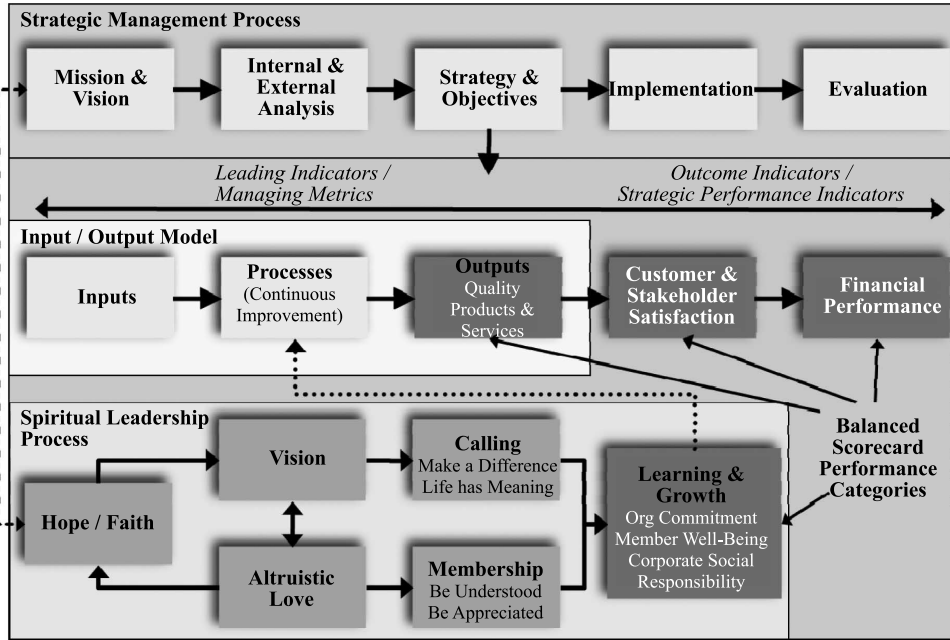 Strategic Management Process
Mission &
Vision
Internal &
External
Analysis
Strategy &
Objectives
Implementation
Evaluation
Leading Indicators /
Managing Metrics
Outcome Indicators /
Strategic Performance Indicators
Input / Output Model
Inputs
Processes
(Continuous
Improvement)
Outputs
Quality
Products &
Services
Customer &
Stakeholder
Satisfaction
Financial
Performance
Spiritual Leadership
Process
Hope / Faith
Vision
Altruistic
Love
Calling
Make a Difference
Life has Meaning
Membership
Be Understood
Be Appreciated
Learning &
Growth
Org Commitment
Member Well-Being
Corporate Social
Responsibility
Balanced
Scorecard
Performance
Categories